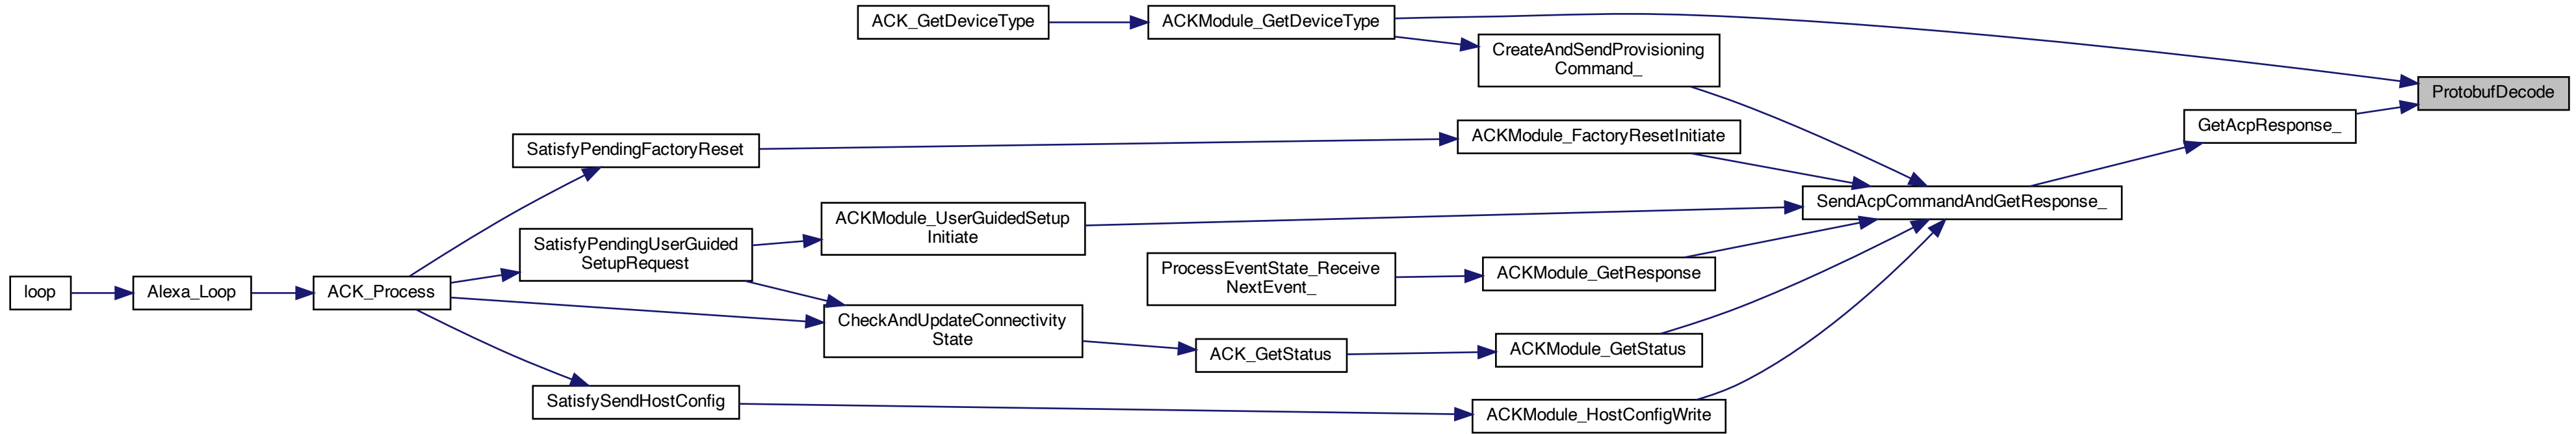 ACK_GetDeviceType
ACKModule_GetDeviceType
CreateAndSendProvisioning
Command_
ProtobufDecode
GetAcpResponse_
SatisfyPendingFactoryReset
ACKModule_FactoryResetInitiate
SendAcpCommandAndGetResponse_
ACKModule_UserGuidedSetup
Initiate
SatisfyPendingUserGuided
SetupRequest
ProcessEventState_Receive
NextEvent_
ACKModule_GetResponse
loop
Alexa_Loop
ACK_Process
CheckAndUpdateConnectivity
State
ACK_GetStatus
ACKModule_GetStatus
SatisfySendHostConfig
ACKModule_HostConfigWrite